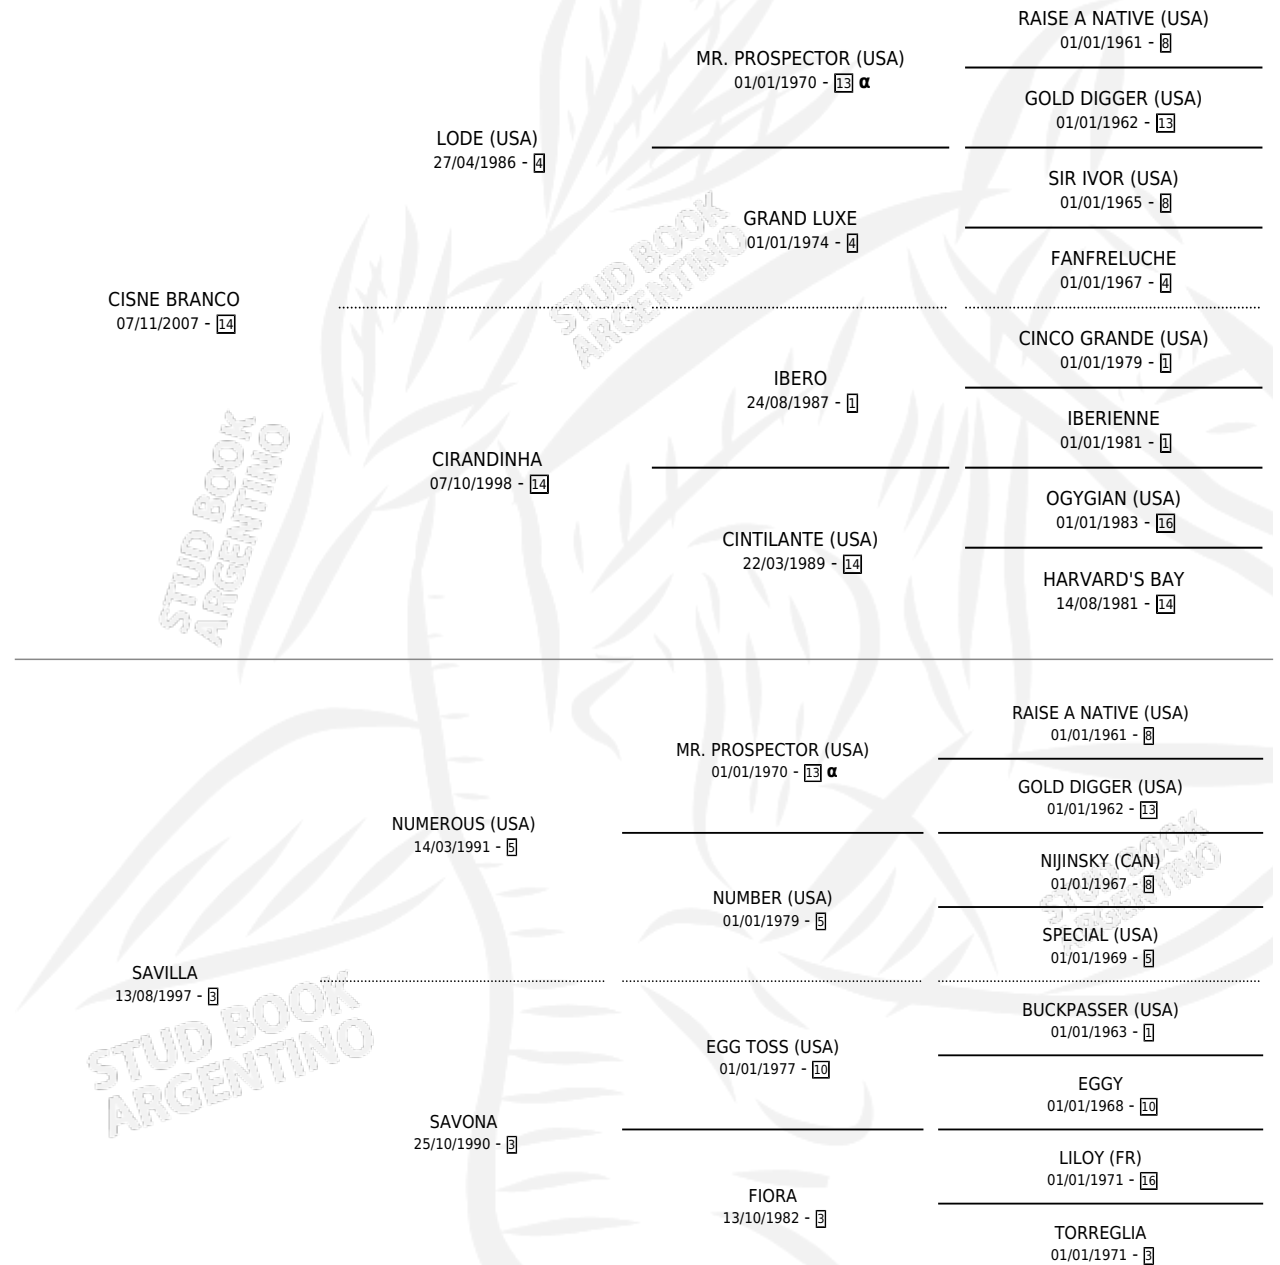 RAISE A NATIVE (USA)
01/01/1961 - 8
MR. PROSPECTOR (USA)
01/01/1970 - 13 α
GOLD DIGGER (USA)
01/01/1962 - 13
LODE (USA)
27/04/1986 - 4
SIR IVOR (USA)
01/01/1965 - 8
GRAND LUXE
01/01/1974 - 4
FANFRELUCHE
01/01/1967 - 4
CISNE BRANCO
07/11/2007 - 14
CINCO GRANDE (USA)
01/01/1979 - 1
IBERO
24/08/1987 - 1
IBERIENNE
01/01/1981 - 1
CIRANDINHA
07/10/1998 - 14
OGYGIAN (USA)
01/01/1983 - 16
CINTILANTE (USA)
22/03/1989 - 14
HARVARD'S BAY
14/08/1981 - 14
RAISE A NATIVE (USA)
01/01/1961 - 8
MR. PROSPECTOR (USA)
01/01/1970 - 13 α
GOLD DIGGER (USA)
01/01/1962 - 13
NUMEROUS (USA)
14/03/1991 - 5
NIJINSKY (CAN)
01/01/1967 - 8
NUMBER (USA)
01/01/1979 - 5
SPECIAL (USA)
01/01/1969 - 5
SAVILLA
13/08/1997 - 3
BUCKPASSER (USA)
01/01/1963 - 1
EGG TOSS (USA)
01/01/1977 - 10
EGGY
01/01/1968 - 10
SAVONA
25/10/1990 - 3
LILOY (FR)
01/01/1971 - 16
FIORA
13/10/1982 - 3
TORREGLIA
01/01/1971 - 3
STUD BOOK
ARGENTINO
STUD BOOK
ARGENTINO
STUD BOOK
ARGENTINO
STUD BOOK
ARGENTINO